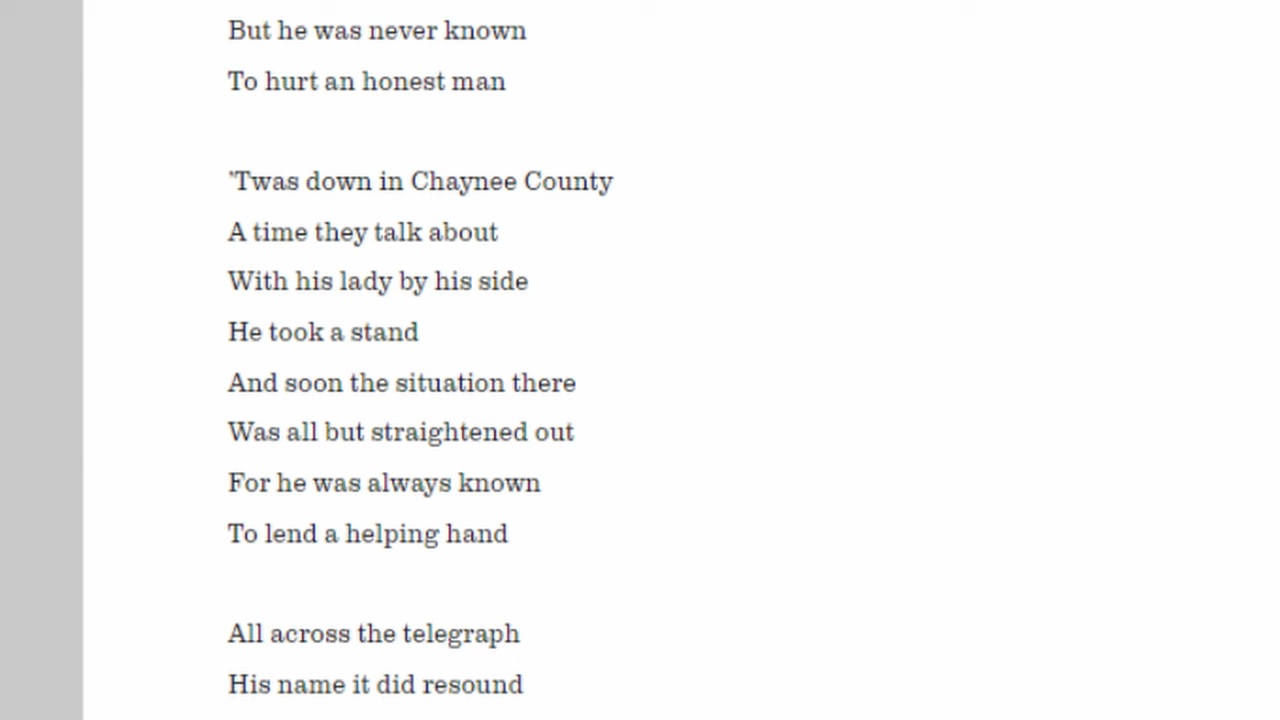 But he was never known
To hurt an honest man
'Twas down in Chaynee County
A time they talk about
With his lady by his side
He took a stand
And soon the situation there
Was all but straightened out
For he was always known
To lend a helping hand
All across the telegraph
His name it did resound